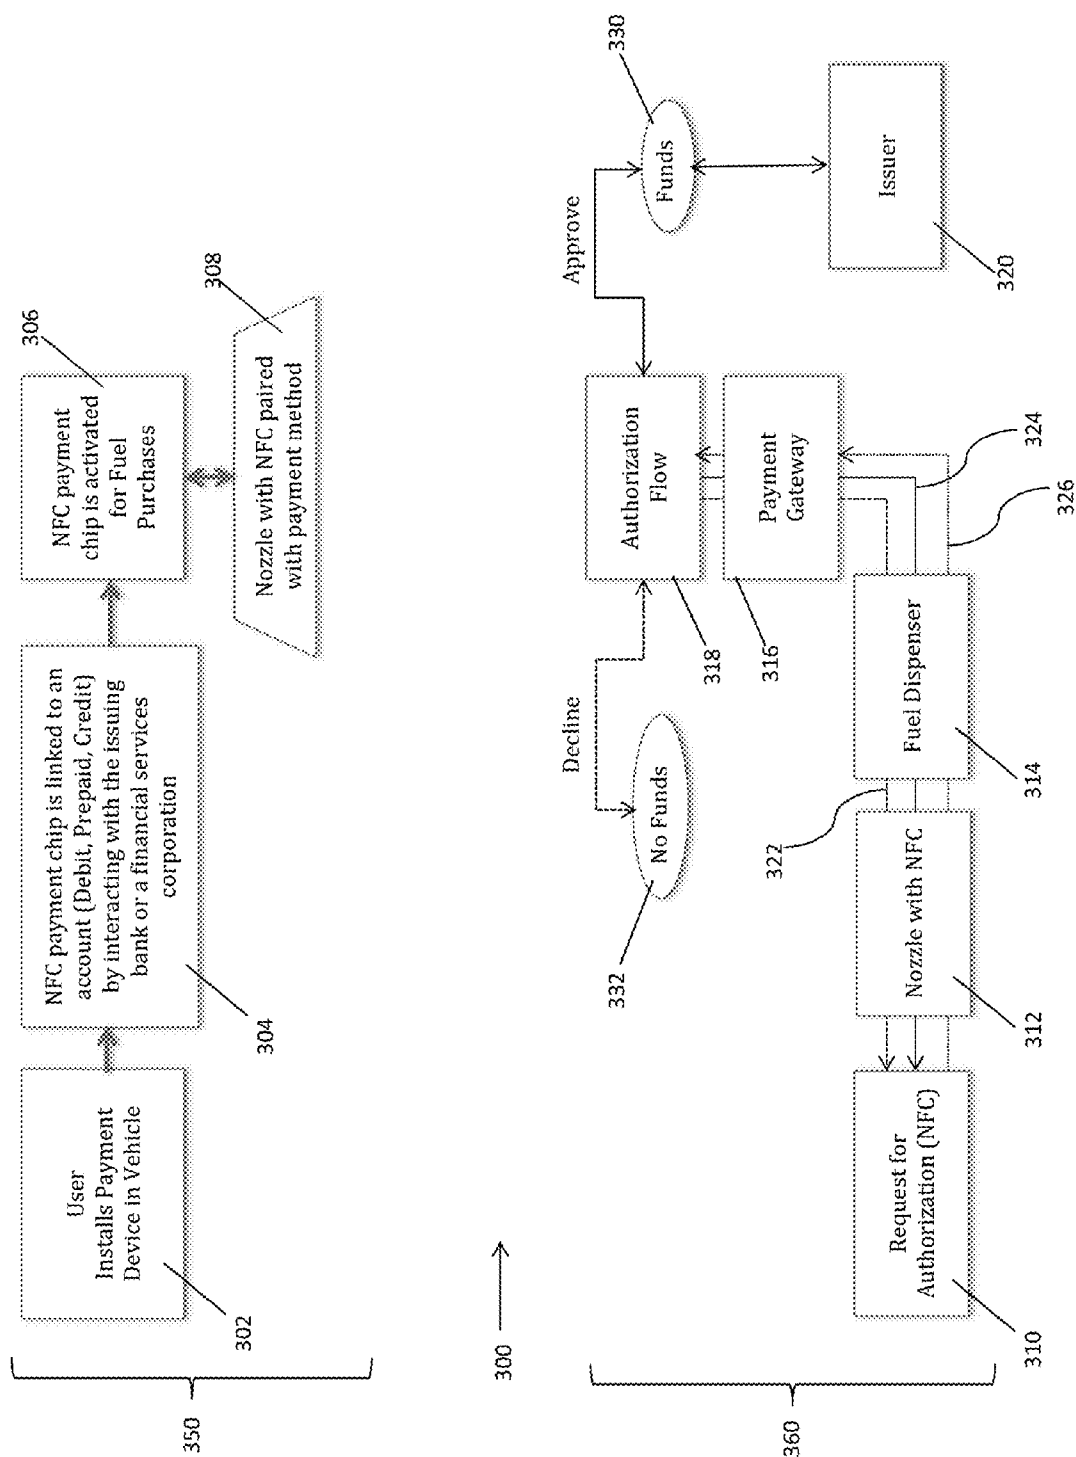 350
User
Installs Payment
Device in Vehicle
302
NFC payment chip is linked to an
account (Debit, Prepaid, Credit)
by interacting with the issuing
bank or a financial services
corporation
304
NFC payment
chip is activated
for Fuel
Purchases
306
Nozzle with NFC paired
with payment method
308
300
360
Decline
Approve
No Funds
332
Authorization
Flow
318
Funds
330
Payment
Gateway
316
Issuer
320
Request for
Authorization (NFC)
310
Nozzle with NFC
312
322
Fuel Dispenser
314
324
326